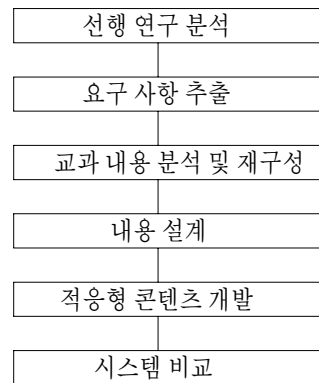 선행 연구 분석
요구 사항 추출
교과 내용 분석 및 재구성
내용 설계
적응형 콘텐츠 개발
시스템 비교